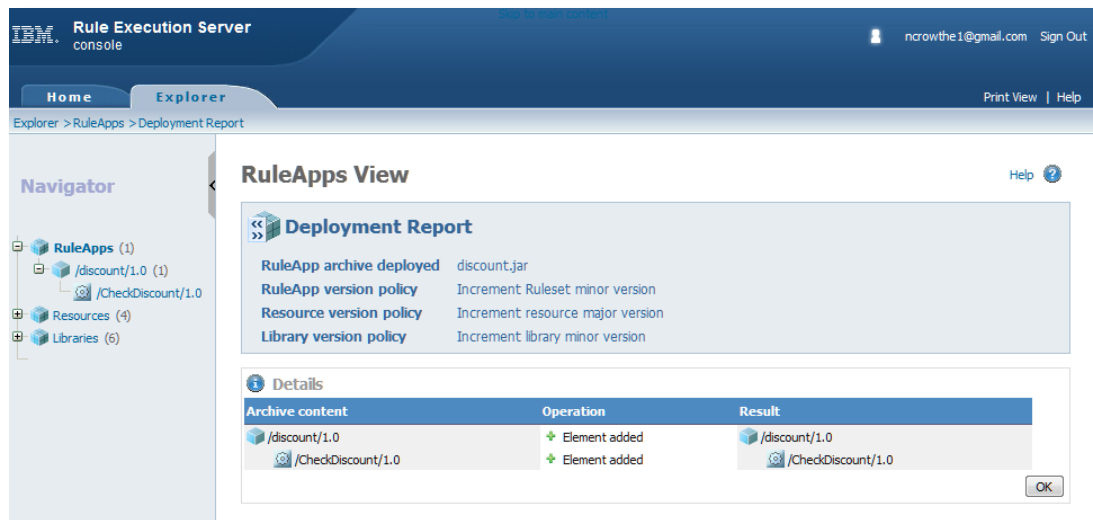 Skip to main content
IBM. Rule Execution Server
console
ncrowthe1@gmail.com Sign Out
Home Explorer
Print View | Help
Explorer > RuleApps > Deployment Report
Navigator
RuleApps (1)
/discount/1.0 (1)
/CheckDiscount/1.0
Resources (4)
Libraries (6)
RuleApps View
Help ?
Deployment Report
RuleApp archive deployed discount.jar
RuleApp version policy Increment Ruleset minor version
Resource version policy Increment resource major version
Library version policy Increment library minor version
Details
Archive content Operation Result
/discount/1.0 Element added /discount/1.0
/CheckDiscount/1.0 Element added /CheckDiscount/1.0
OK